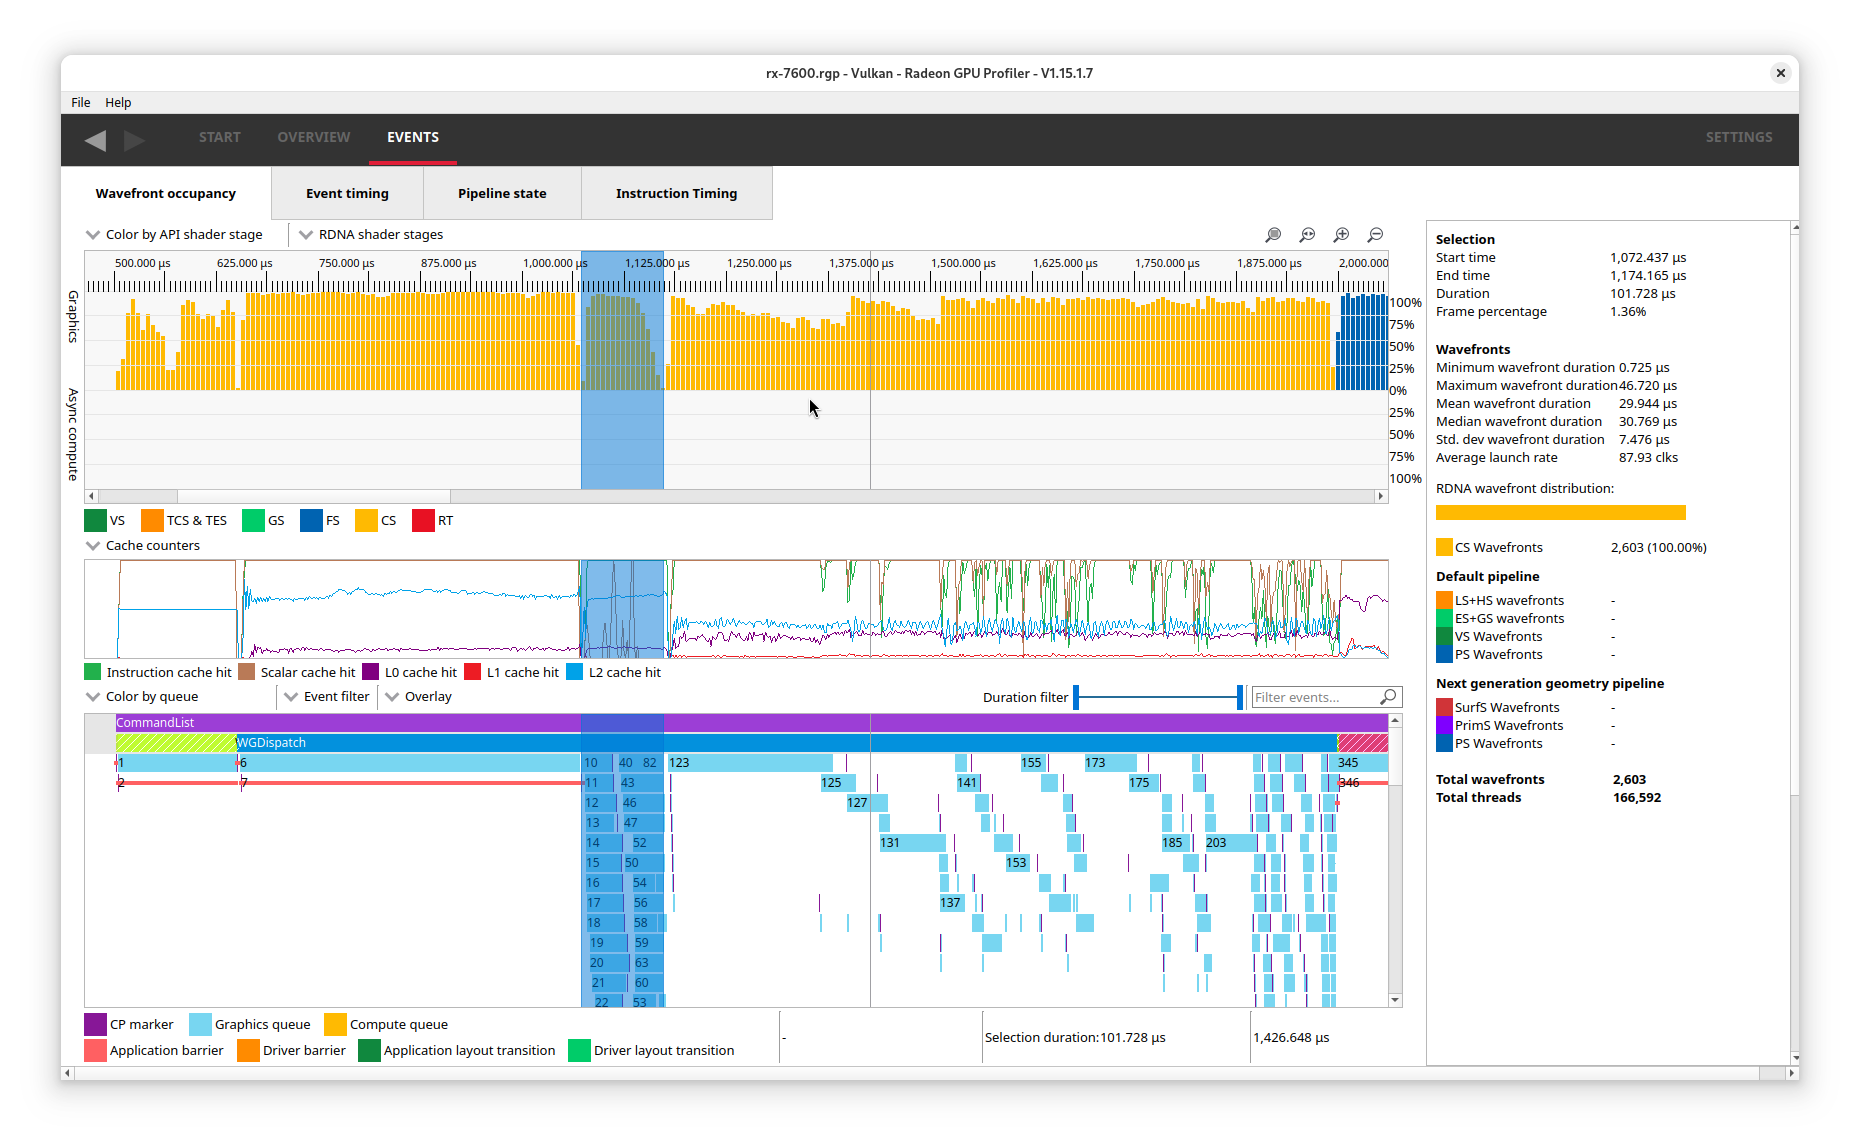 rx-7600.rgp - Vulkan - Radeon GPU Profiler - V1.15.1.7
File Help
START OVERVIEW EVENTS SETTINGS
Wavefront occupancy Event timing Pipeline state Instruction Timing
Color by API shader stage RDNA shader stages
500.000 µs 625.000 µs 750.000 µs 875.000 µs 1,000.000 µs 1,125.000 µs 1,250.000 µs 1,375.000 µs 1,500.000 µs 1,625.000 µs 1,750.000 µs 1,875.000 µs 2,000.000
Graphics
100%
75%
50%
25%
0%
Async compute
25%
50%
75%
100%
VS TCS & TES GS FS CS RT
Cache counters
Instruction cache hit Scalar cache hit L0 cache hit L1 cache hit L2 cache hit
Color by queue Event filter Overlay Duration filter Filter events...
CommandList
WGDispatch
1 6 10 40 82 123 155 173 345
2 7 11 43 125 141 175 346
12 46 127
13 47
14 52 131 185 203
15 50 153
16 54
17 56 137
18 58
19 59
20 63
21 60
22 53
CP marker Graphics queue Compute queue
Application barrier Driver barrier Application layout transition Driver layout transition
- Selection duration:101.728 µs 1,426.648 µs
Selection
Start time 1,072.437 µs
End time 1,174.165 µs
Duration 101.728 µs
Frame percentage 1.36%
Wavefronts
Minimum wavefront duration 0.725 µs
Maximum wavefront duration 46.720 µs
Mean wavefront duration 29.944 µs
Median wavefront duration 30.769 µs
Std. dev wavefront duration 7.476 µs
Average launch rate 87.93 clks
RDNA wavefront distribution:
CS Wavefronts 2,603 (100.00%)
Default pipeline
LS+HS wavefronts -
ES+GS wavefronts -
VS Wavefronts -
PS Wavefronts -
Next generation geometry pipeline
SurfS Wavefronts -
PrimS Wavefronts -
PS Wavefronts -
Total wavefronts 2,603
Total threads 166,592